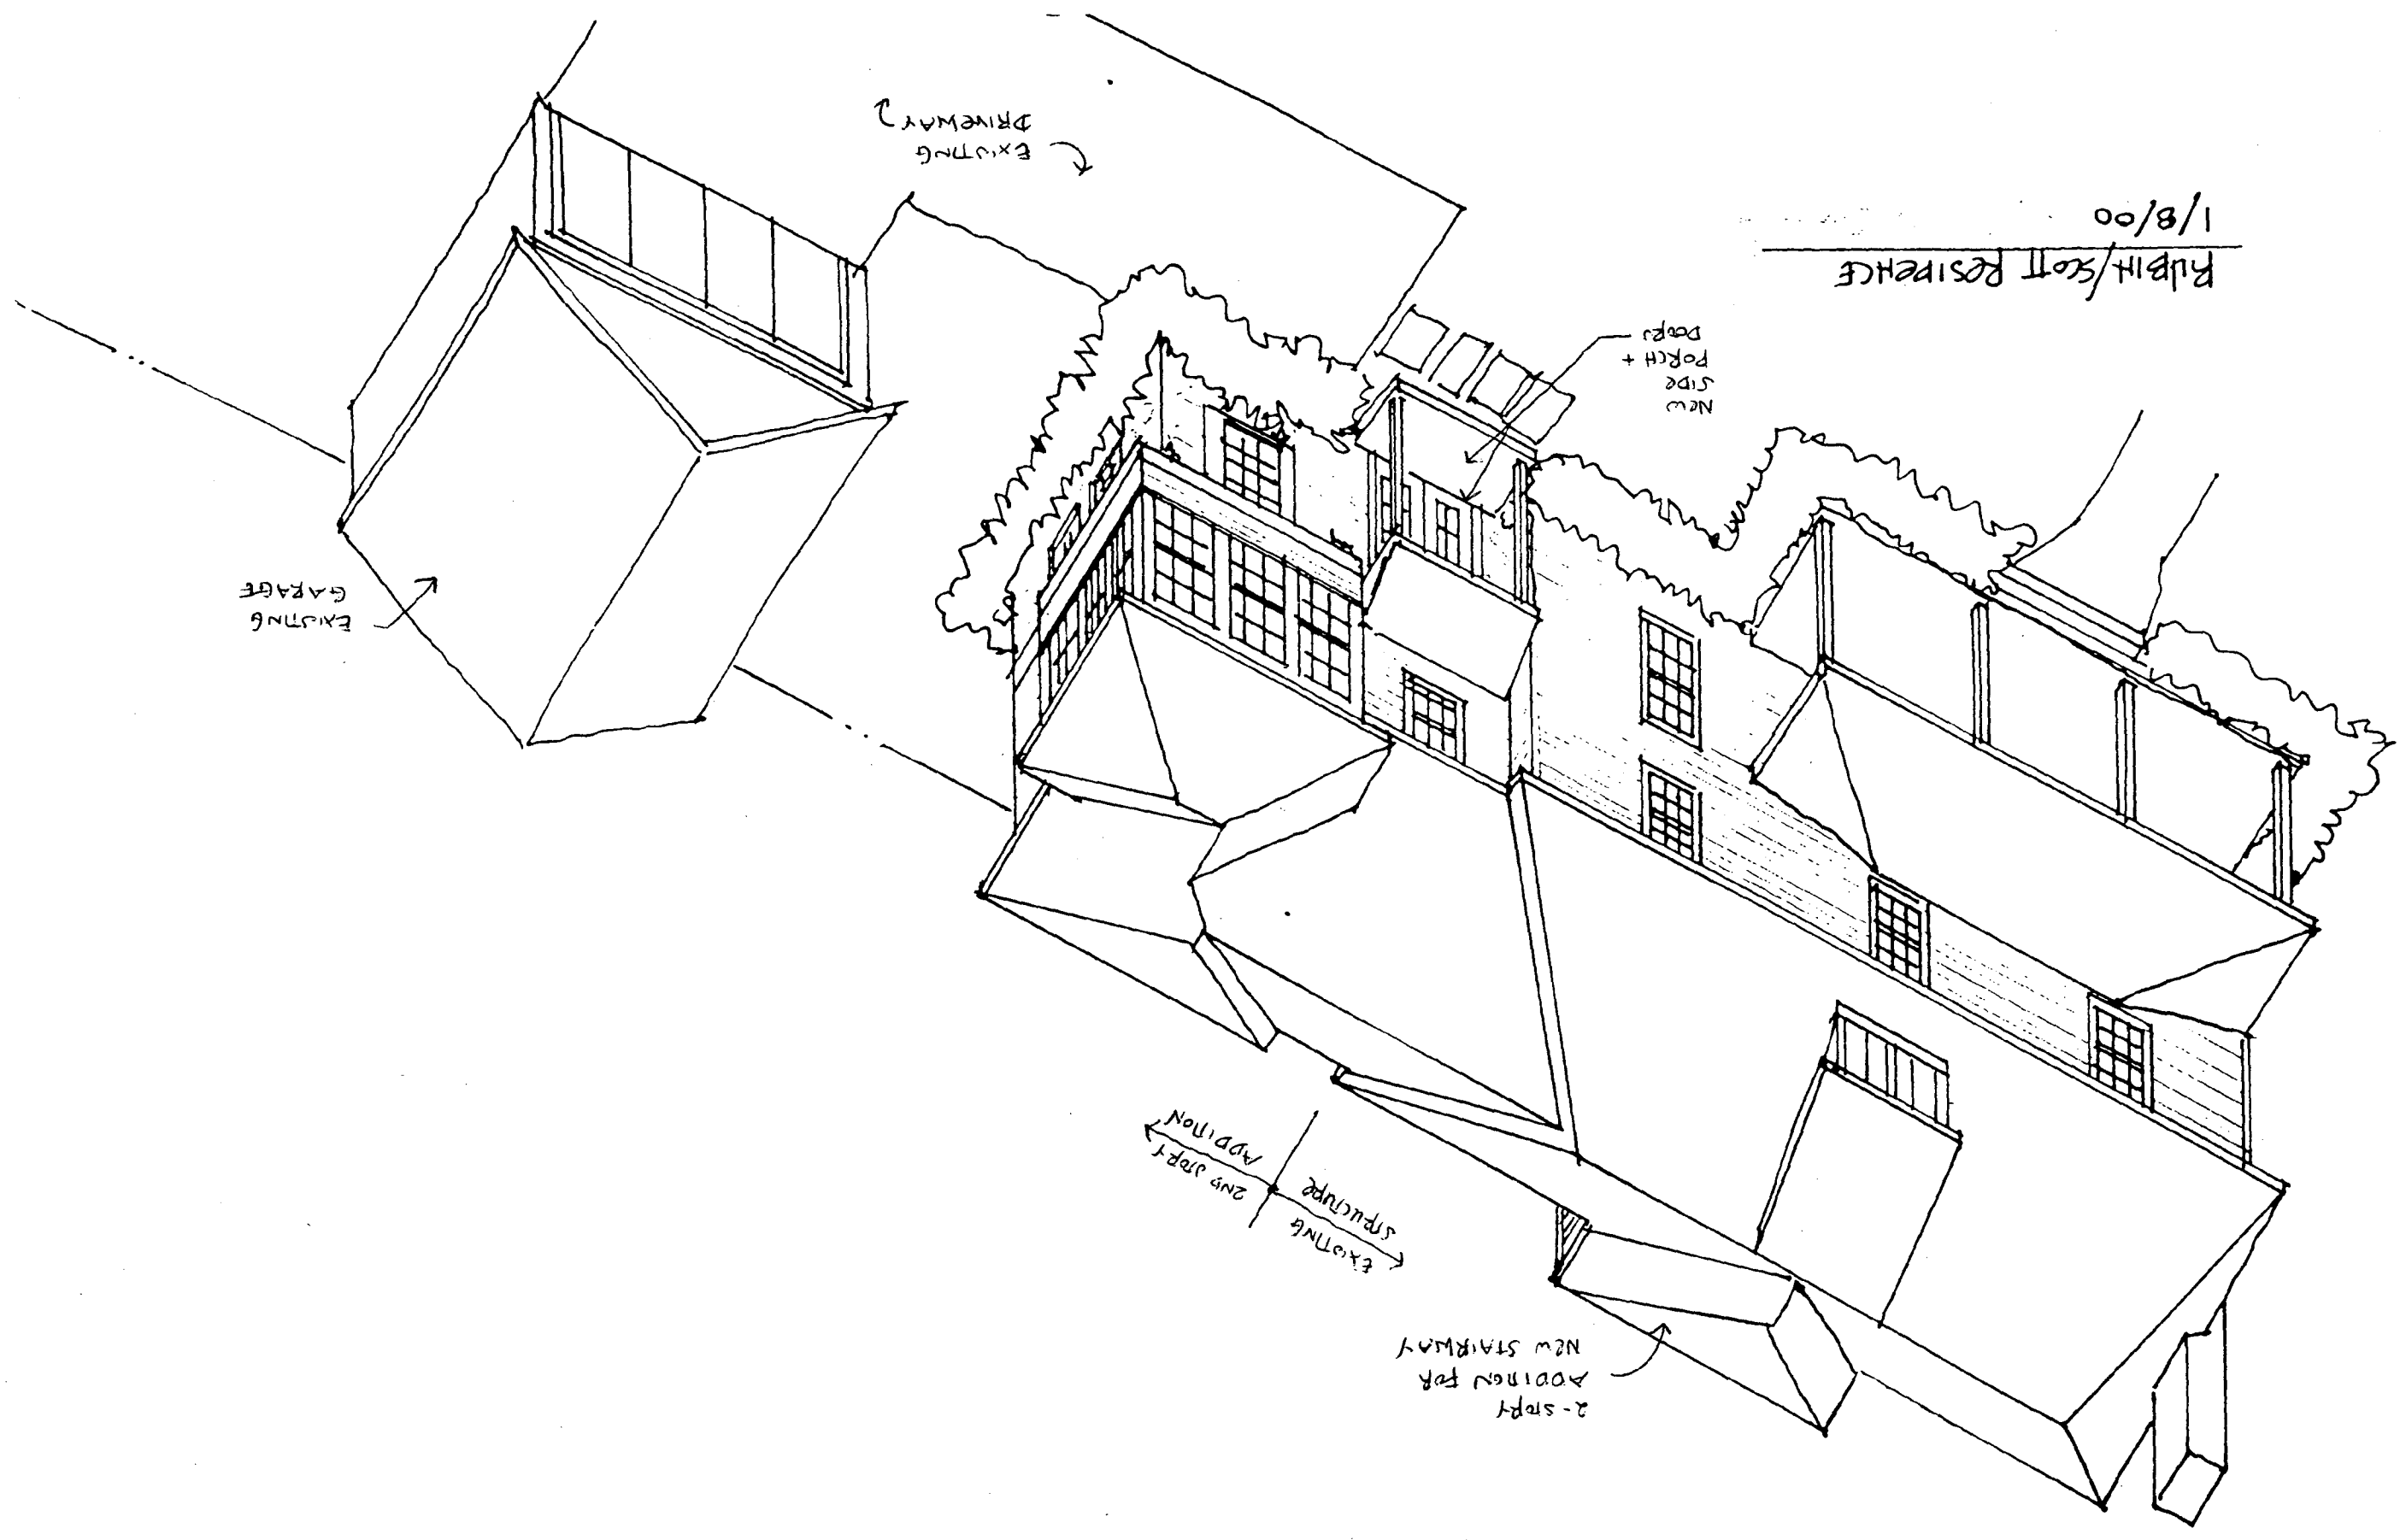 2-STORY
ADDITION FOR
NEW STAIRWAY
EXISTING
STRUCTURE
2ND STORY
ADDITION
EXISTING
GARAGE
NEW
SIDE
PORCH +
DOORS
RUBIN/SCOTT RESIDENCE
1/8/00
EXISTING
DRIVEWAY